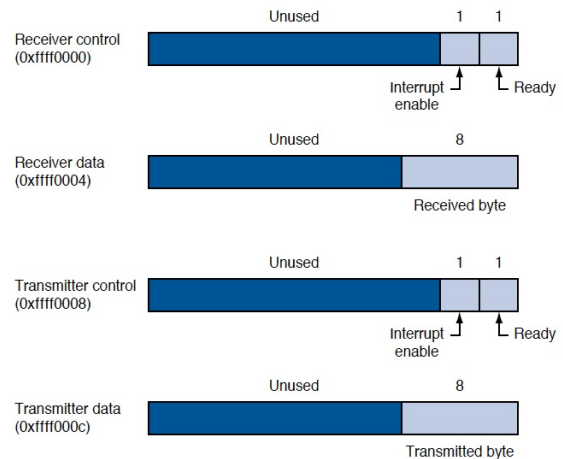 Unused 1 1
Receiver control
(0xffff0000)
Interrupt Ready
enable
Unused 8
Receiver data
(0xffff0004)
Received byte
Unused 1 1
Transmitter control
(0xffff0008)
Interrupt Ready
enable
Unused 8
Transmitter data
(0xffff000c)
Transmitted byte